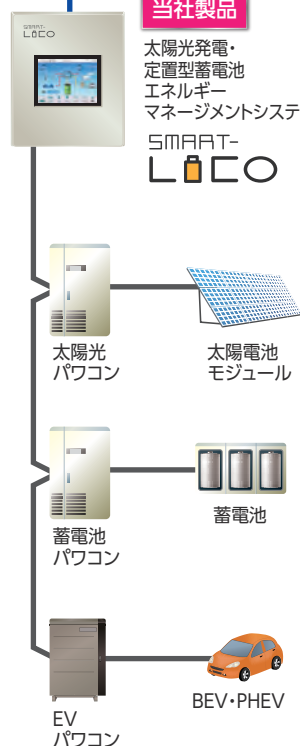 当社製品
SMART-
LiCO
太陽光発電・
定置型蓄電池
エネルギー
マネージメントシステ
SMART-
LiCO
太陽光
パワコン
太陽電池
モジュール
蓄電池
パワコン
蓄電池
EV
パワコン
BEV・PHEV